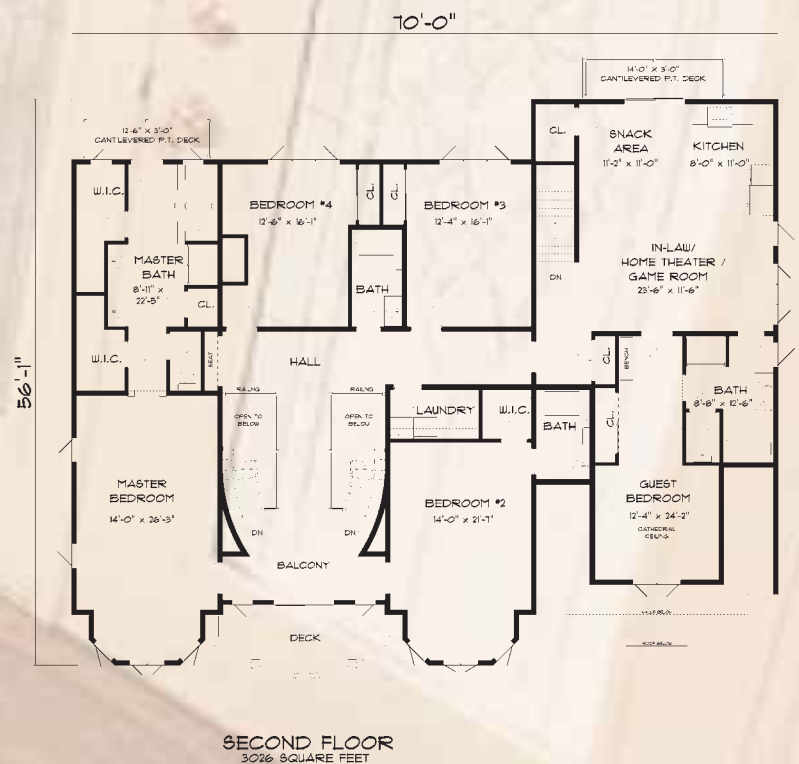 70'-0"
14'-0" x 3'-0"
CANTILEVERED P.T. DECK
12'-6" x 3'-0"
CANTILEVERED P.T. DECK
CL.
SNACK
AREA
11'-2" x 11'-0"
KITCHEN
8'-0" x 11'-0"
W.I.C.
BEDROOM #4
12'-6" x 16'-1"
CL.
CL.
BEDROOM #3
12'-4" x 16'-1"
MASTER
BATH
8'-11" x
22'-5"
CL.
BATH
DN
IN-LAW/
HOME THEATER /
GAME ROOM
23'-6" x 11'-6"
56'-1"
W.I.C.
SEAT
HALL
CL.
BENCH
BATH
8'-8" x 12'-6"
RAILING
RAILING
OPEN TO
BELOW
OPEN TO
BELOW
LAUNDRY
W.I.C.
BATH
CL.
MASTER
BEDROOM
14'-0" x 26'-3"
BEDROOM #2
14'-0" x 21'-7"
GUEST
BEDROOM
12'-4" x 24'-2"
CATHEDRAL
CEILING
DN
DN
BALCONY
DECK
ROOF BELOW
SECOND FLOOR
3026 SQUARE FEET